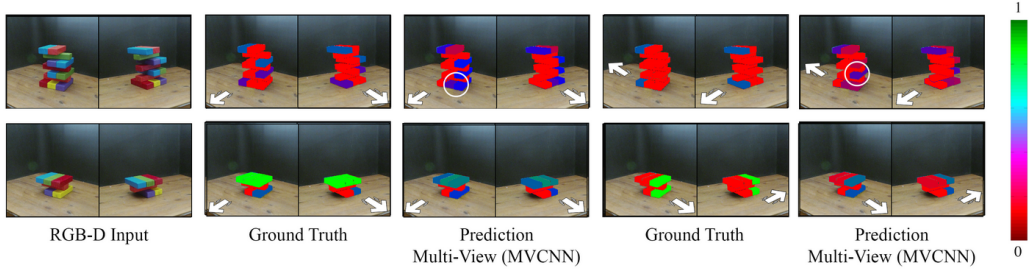 1
RGB-D Input
Ground Truth
Prediction
Multi-View (MVCNN)
Ground Truth
Prediction
Multi-View (MVCNN)
0